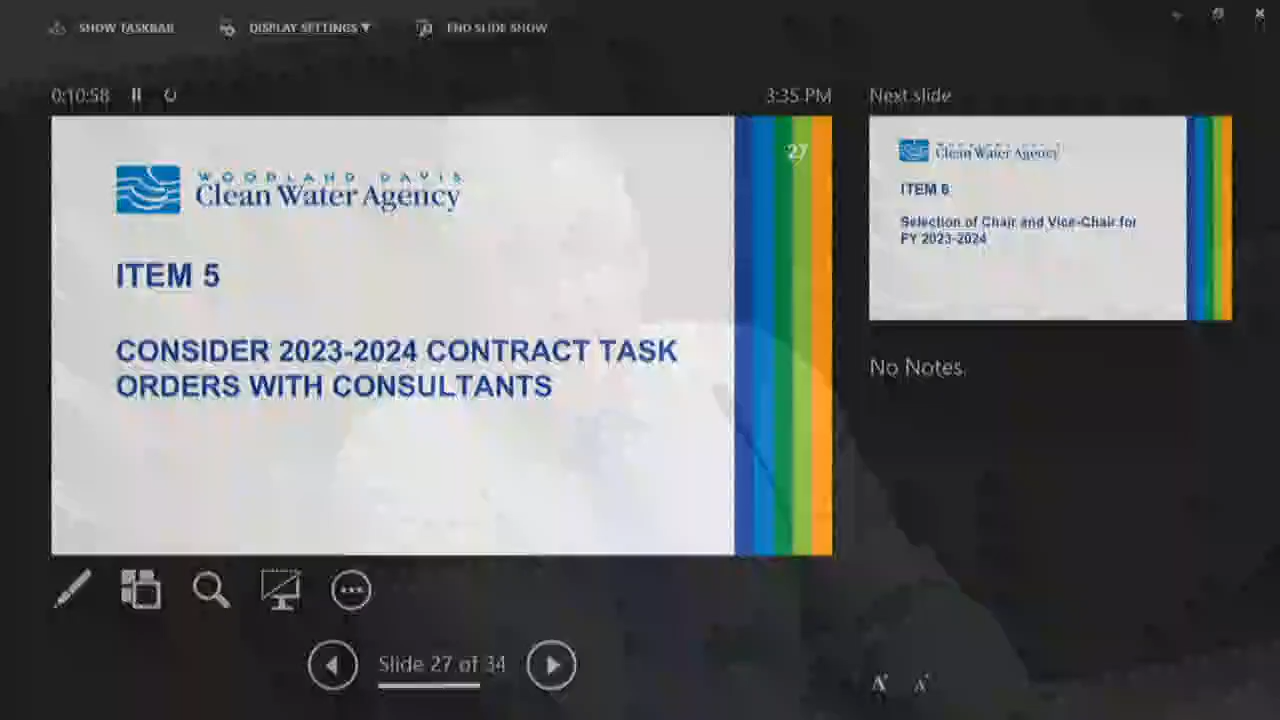 SHOW TASKBAR
DISPLAY SETTINGS
END SLIDE SHOW
0:10:58
3:35 PM
Next slide
27
WOODLAND DAVIS
Clean Water Agency
ITEM 5
CONSIDER 2023-2024 CONTRACT TASK
ORDERS WITH CONSULTANTS
Clean Water Agency
ITEM 6
Selection of Chair and Vice-Chair for
FY 2023-2024
No Notes.
Slide 27 of 34
A A